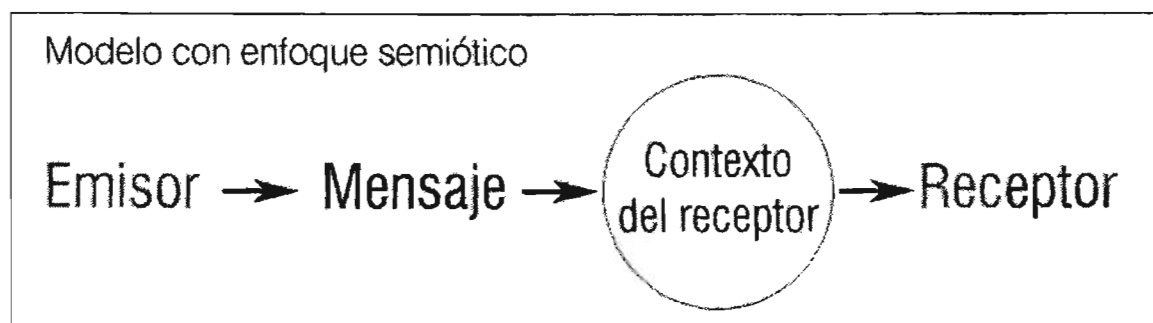 Modelo con enfoque semiótico
Emisor → Mensaje → Contexto del receptor → Receptor